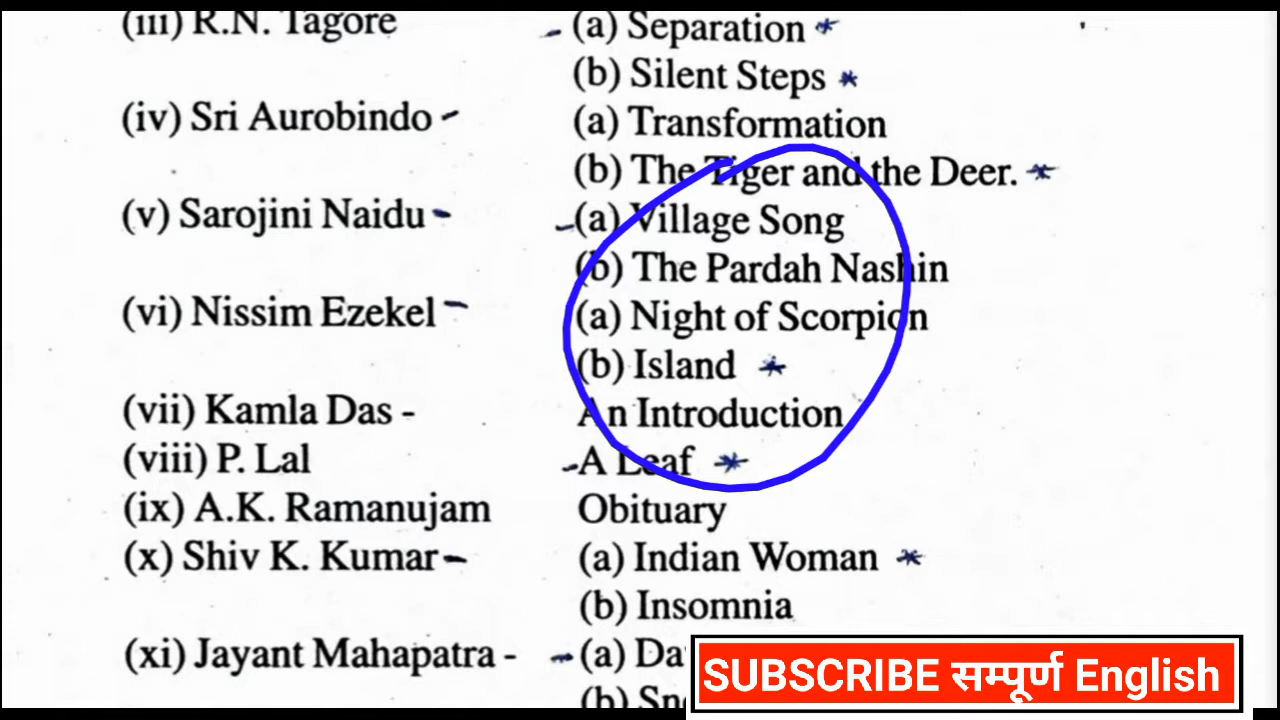 (iii) R.N. Tagore - (a) Separation *
(b) Silent Steps *
(iv) Sri Aurobindo - (a) Transformation
(b) The Tiger and the Deer. *
(v) Sarojini Naidu - -(a) Village Song
(b) The Pardah Nashin
(vi) Nissim Ezekel - (a) Night of Scorpion
(b) Island *
(vii) Kamla Das - An Introduction
(viii) P. Lal -A Leaf *
(ix) A.K. Ramanujam Obituary
(x) Shiv K. Kumar - (a) Indian Woman *
(b) Insomnia
(xi) Jayant Mahapatra - - (a)
(b)
SUBSCRIBE सम्पूर्ण English